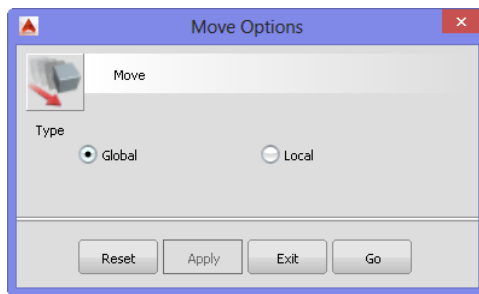 Move Options
Move
Type
Global Local
Reset Apply Exit Go